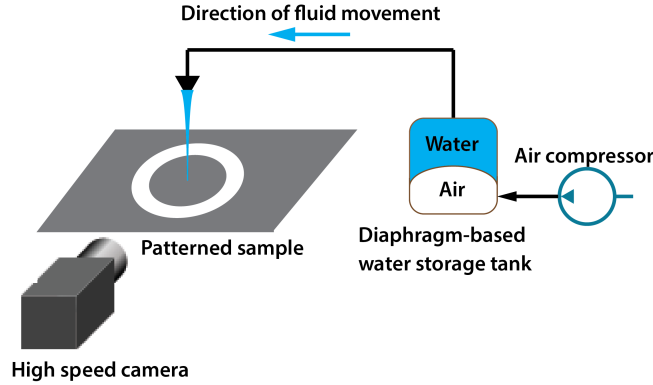 Direction of fluid movement
Water
Air
Air compressor
Patterned sample
Diaphragm-based
water storage tank
High speed camera